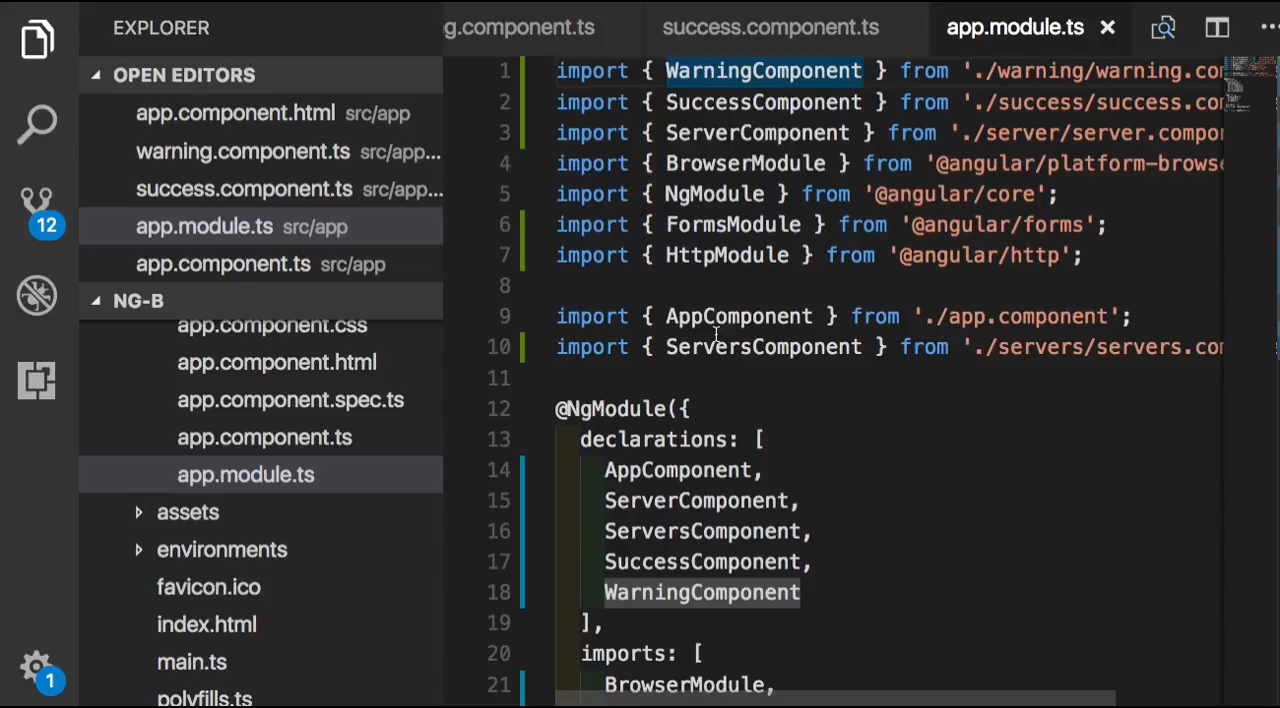 EXPLORER
OPEN EDITORS
app.component.html src/app
warning.component.ts src/app...
success.component.ts src/app...
app.module.ts src/app
app.component.ts src/app
NG-B
app.component.css
app.component.html
app.component.spec.ts
app.component.ts
app.module.ts
assets
environments
favicon.ico
index.html
main.ts
polyfills.ts
12
1
g.component.ts
success.component.ts
app.module.ts
1 import { WarningComponent } from './warning/warning.co
2 import { SuccessComponent } from './success/success.co
3 import { ServerComponent } from './server/server.compo
4 import { BrowserModule } from '@angular/platform-browse
5 import { NgModule } from '@angular/core';
6 import { FormsModule } from '@angular/forms';
7 import { HttpModule } from '@angular/http';
8
9 import { AppComponent } from './app.component';
10 import { ServersComponent } from './servers/servers.com
11
12 @NgModule({
13 declarations: [
14 AppComponent,
15 ServerComponent,
16 ServersComponent,
17 SuccessComponent,
18 WarningComponent
19 ],
20 imports: [
21 BrowserModule,